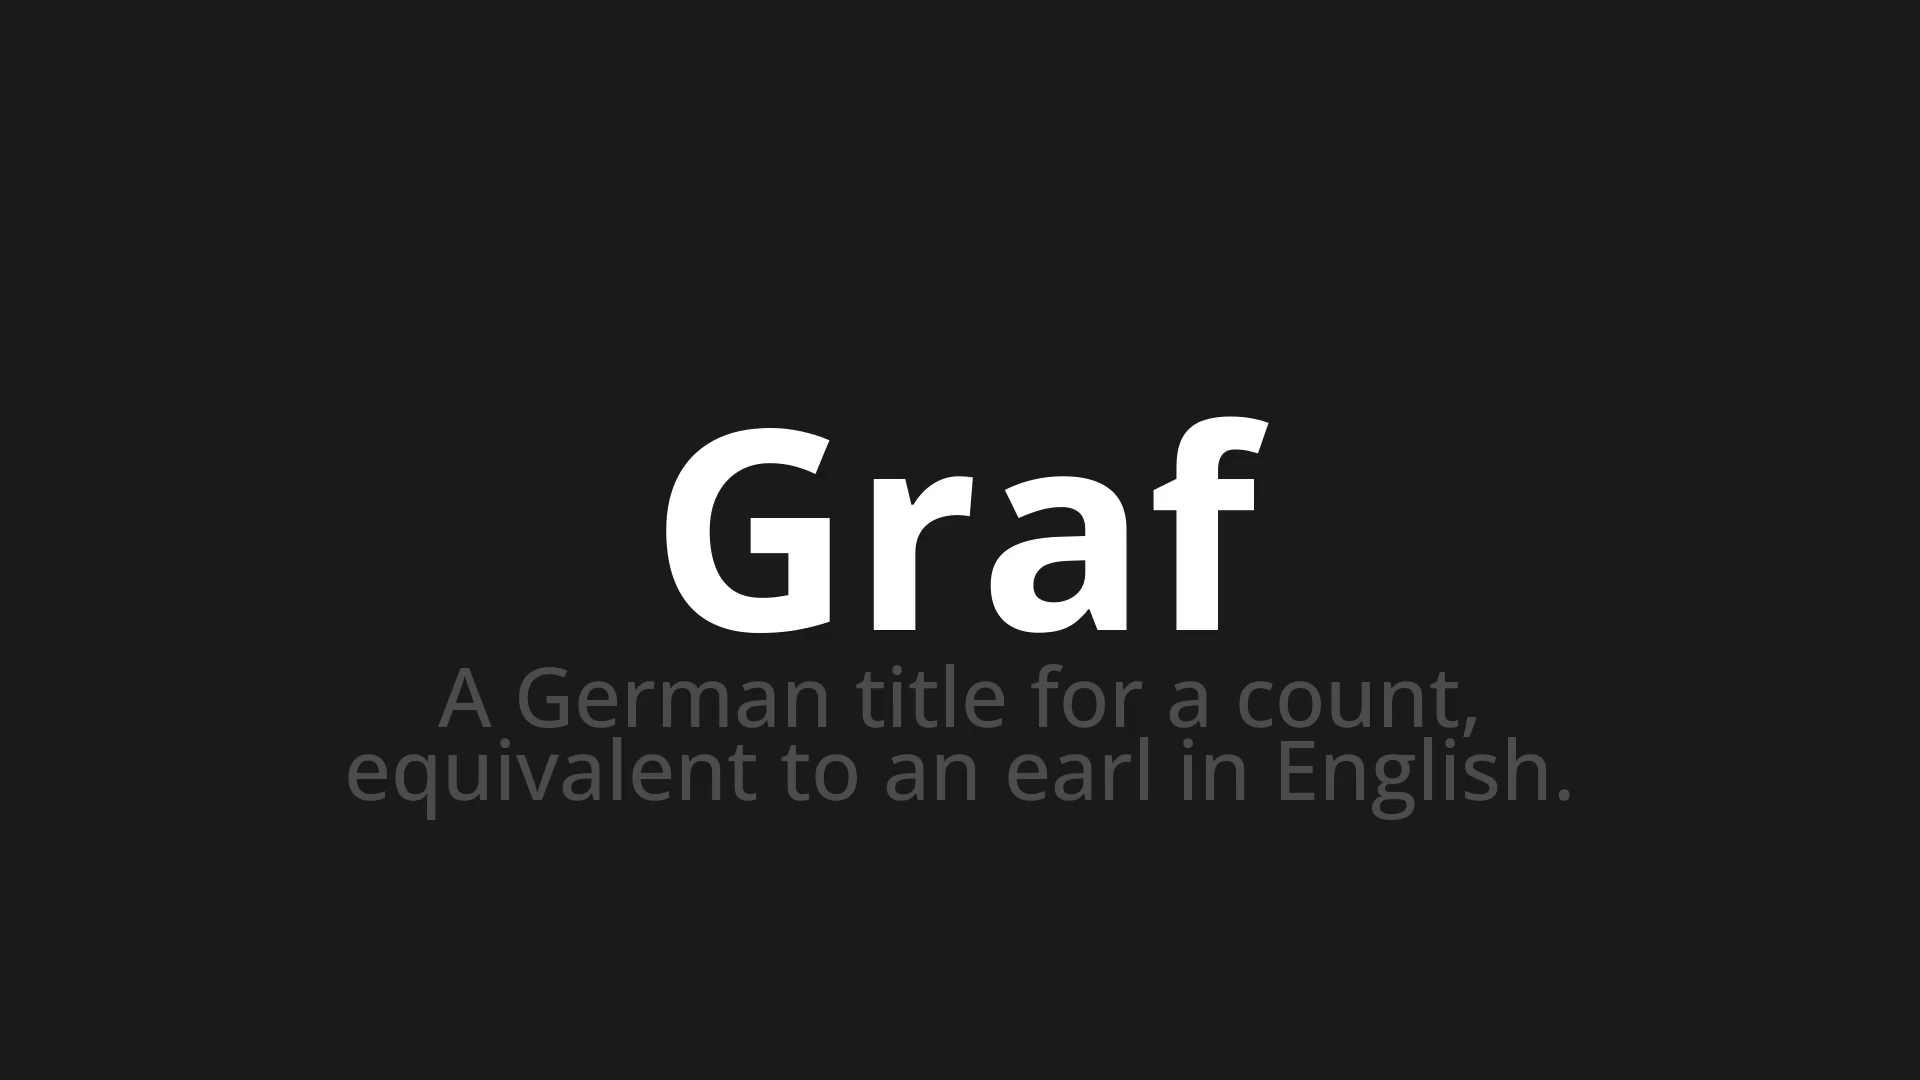 Graf
A German title for a count,
equivalent to an earl in English.